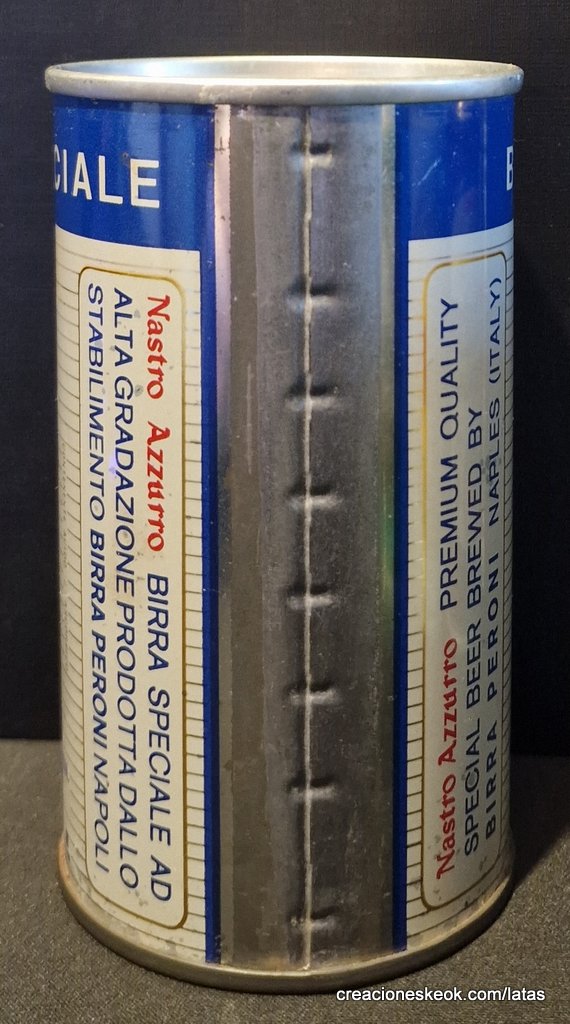 CIALE
B
Nastro Azzurro BIRRA SPECIALE AD
ALTA GRADAZIONE PRODOTTA DALLO
STABILIMENTO BIRRA PERONI NAPOLI
Nastro Azzurro PREMIUM QUALITY
SPECIAL BEER BREWED BY
BIRRA PERONI NAPLES (ITALY)
creacioneskeok.com/latas